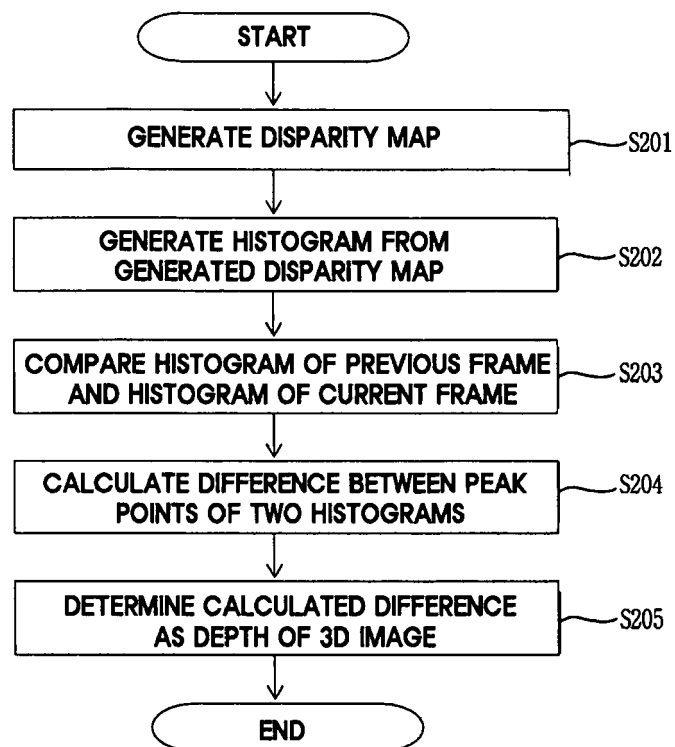 START
GENERATE DISPARITY MAP
S201
GENERATE HISTOGRAM FROM
GENERATED DISPARITY MAP
S202
COMPARE HISTOGRAM OF PREVIOUS FRAME
AND HISTOGRAM OF CURRENT FRAME
S203
CALCULATE DIFFERENCE BETWEEN PEAK
POINTS OF TWO HISTOGRAMS
S204
DETERMINE CALCULATED DIFFERENCE
AS DEPTH OF 3D IMAGE
S205
END